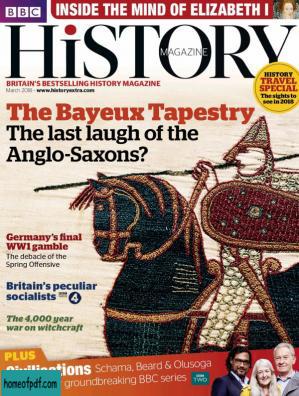 BBC
INSIDE THE MIND OF ELIZABETH I
HiSTORY
MAGAZINE
BRITAIN'S BESTSELLING HISTORY MAGAZINE
March 2018 • www.historyextra.com
HISTORY
TRAVEL
SPECIAL
The sights to
see in 2018
The Bayeux Tapestry
The last laugh of the
Anglo-Saxons?
Germany's final
WW1 gamble
The debacle of the
Spring Offensive
Britain's peculiar
socialists
4
The 4,000 year
war on witchcraft
PLUS
Civilisations
Schama, Beard & Olusoga
groundbreaking BBC series
TWO
homeofpdf.com